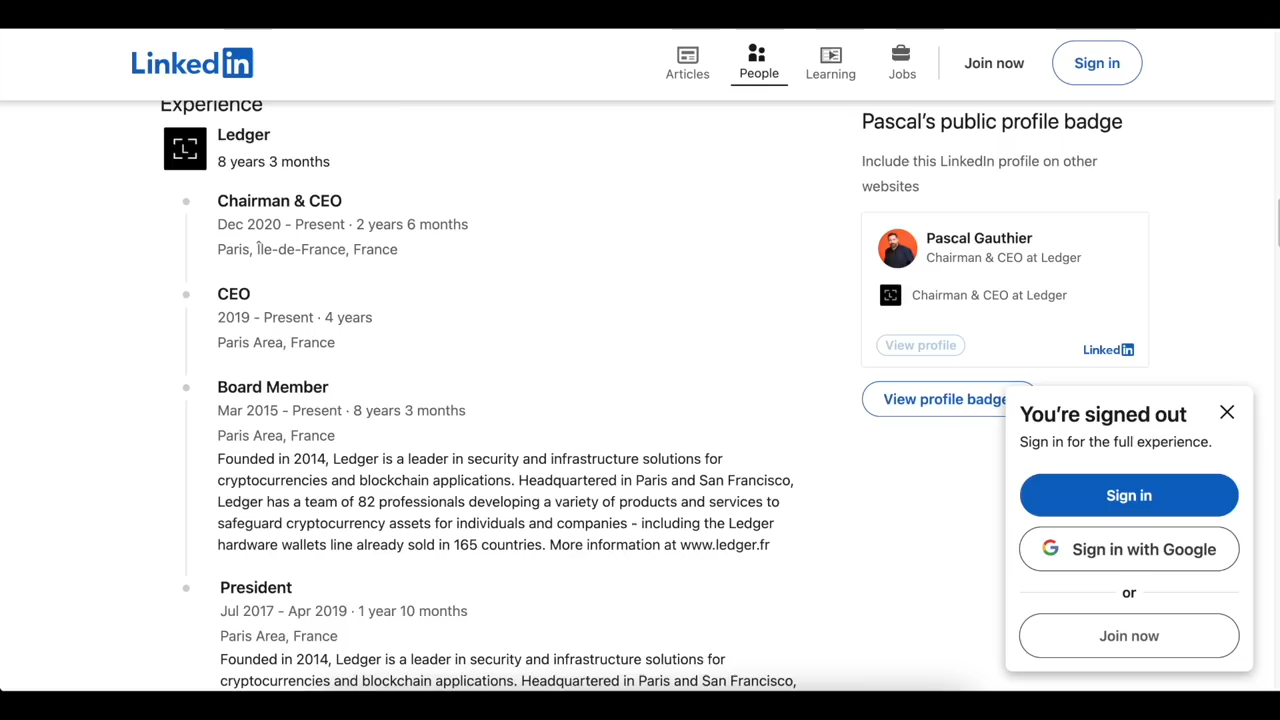 Linked in
Articles
People
Learning
Jobs
Join now
Sign in
Experience
Ledger
8 years 3 months
Chairman & CEO
Dec 2020 - Present · 2 years 6 months
Paris, Île-de-France, France
CEO
2019 - Present · 4 years
Paris Area, France
Board Member
Mar 2015 - Present · 8 years 3 months
Paris Area, France
Founded in 2014, Ledger is a leader in security and infrastructure solutions for
cryptocurrencies and blockchain applications. Headquartered in Paris and San Francisco,
Ledger has a team of 82 professionals developing a variety of products and services to
safeguard cryptocurrency assets for individuals and companies - including the Ledger
hardware wallets line already sold in 165 countries. More information at www.ledger.fr
President
Jul 2017 - Apr 2019 · 1 year 10 months
Paris Area, France
Founded in 2014, Ledger is a leader in security and infrastructure solutions for
cryptocurrencies and blockchain applications. Headquartered in Paris and San Francisco,
Pascal’s public profile badge
Include this LinkedIn profile on other
websites
Pascal Gauthier
Chairman & CEO at Ledger
Chairman & CEO at Ledger
View profile
Linked in
View profile badge
You’re signed out
Sign in for the full experience.
Sign in
Sign in with Google
or
Join now